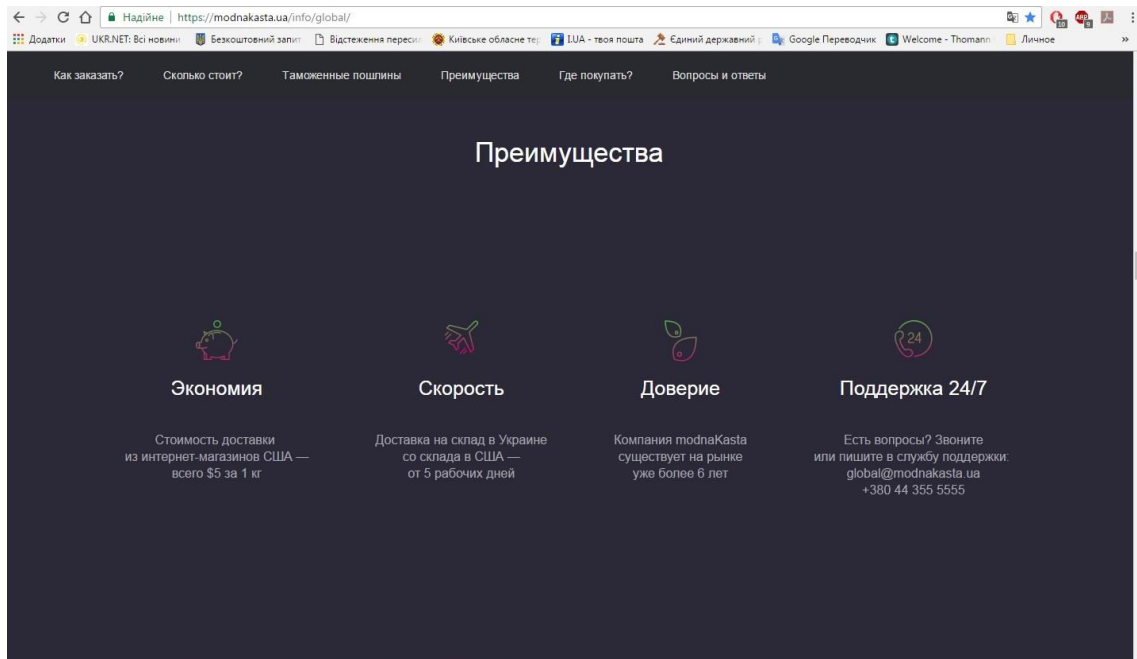 Надійне | https://modnakasta.ua/info/global/
Додатки UKR.NET: Всі новини Безкоштовний запит Відстеження переси Київське обласне те I.UA - твоя пошта Єдиний державний р Google Переводчик Welcome - Thomann Личное »
Как заказать? Сколько стоит? Таможенные пошлины Преимущества Где покупать? Вопросы и ответы
Преимущества
24
Экономия
Стоимость доставки
из интернет-магазинов США —
всего $5 за 1 кг
Скорость
Доставка на склад в Украине
со склада в США —
от 5 рабочих дней
Доверие
Компания modnaKasta
существует на рынке
уже более 6 лет
Поддержка 24/7
Есть вопросы? Звоните
или пишите в службу поддержки:
global@modnakasta.ua
+380 44 355 5555